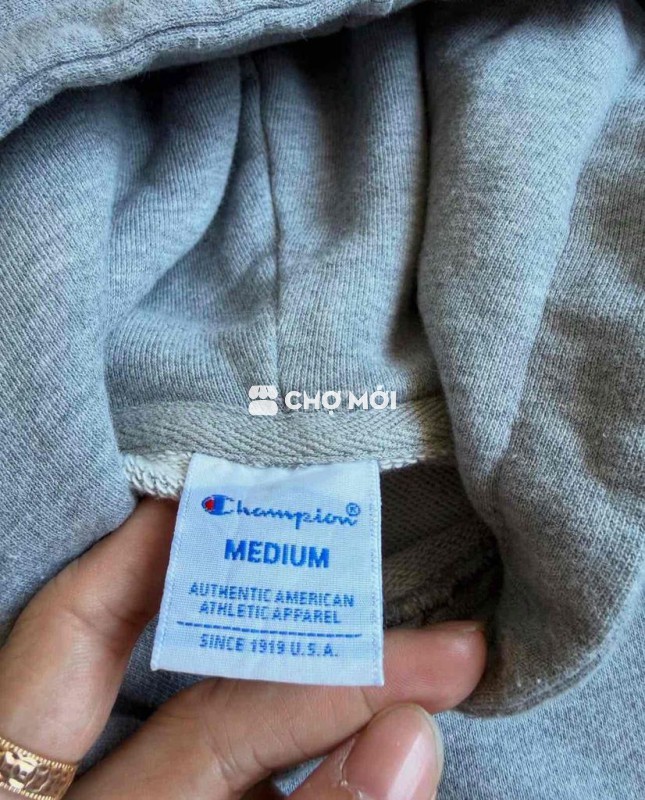 CHỢ MỚI
Champion®
MEDIUM
AUTHENTIC AMERICAN
ATHLETIC APPAREL
SINCE 1919 U.S.A.